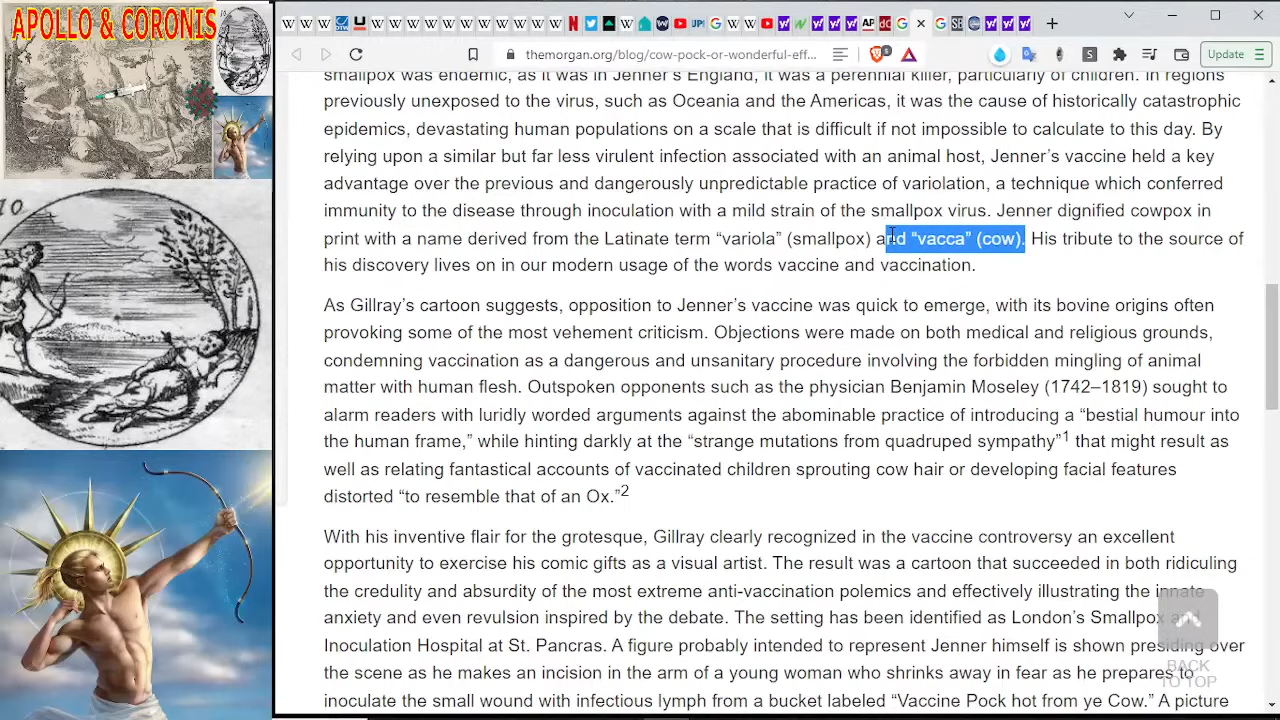 APOLLO & CORONIS
10
themorgan.org/blog/cow-pock-or-wonderful-eff...
Update
smallpox was endemic, as it was in Jenner's England, it was a perennial killer, particularly of children. In regions
previously unexposed to the virus, such as Oceania and the Americas, it was the cause of historically catastrophic
epidemics, devastating human populations on a scale that is difficult if not impossible to calculate to this day. By
relying upon a similar but far less virulent infection associated with an animal host, Jenner's vaccine held a key
advantage over the previous and dangerously unpredictable practice of variolation, a technique which conferred
immunity to the disease through inoculation with a mild strain of the smallpox virus. Jenner dignified cowpox in
print with a name derived from the Latinate term “variola” (smallpox) and “vacca” (cow). His tribute to the source of
his discovery lives on in our modern usage of the words vaccine and vaccination.
As Gillray's cartoon suggests, opposition to Jenner's vaccine was quick to emerge, with its bovine origins often
provoking some of the most vehement criticism. Objections were made on both medical and religious grounds,
condemning vaccination as a dangerous and unsanitary procedure involving the forbidden mingling of animal
matter with human flesh. Outspoken opponents such as the physician Benjamin Moseley (1742–1819) sought to
alarm readers with luridly worded arguments against the abominable practice of introducing a “bestial humour into
the human frame,” while hinting darkly at the “strange mutations from quadruped sympathy”1 that might result as
well as relating fantastical accounts of vaccinated children sprouting cow hair or developing facial features
distorted “to resemble that of an Ox.”2
With his inventive flair for the grotesque, Gillray clearly recognized in the vaccine controversy an excellent
opportunity to exercise his comic gifts as a visual artist. The result was a cartoon that succeeded in both ridiculing
the credulity and absurdity of the most extreme anti-vaccination polemics and effectively illustrating the innate
anxiety and even revulsion inspired by the debate. The setting has been identified as London's Smallpox and
Inoculation Hospital at St. Pancras. A figure probably intended to represent Jenner himself is shown presiding over
the scene as he makes an incision in the arm of a young woman who shrinks away in fear as he prepares to
inoculate the small wound with infectious lymph from a bucket labeled “Vaccine Pock hot from ye Cow.” A picture
BACK
TO TOP